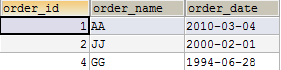 order_id order_name order_date
1 AA 2010-03-04
2 JJ 2000-02-01
4 GG 1994-06-28